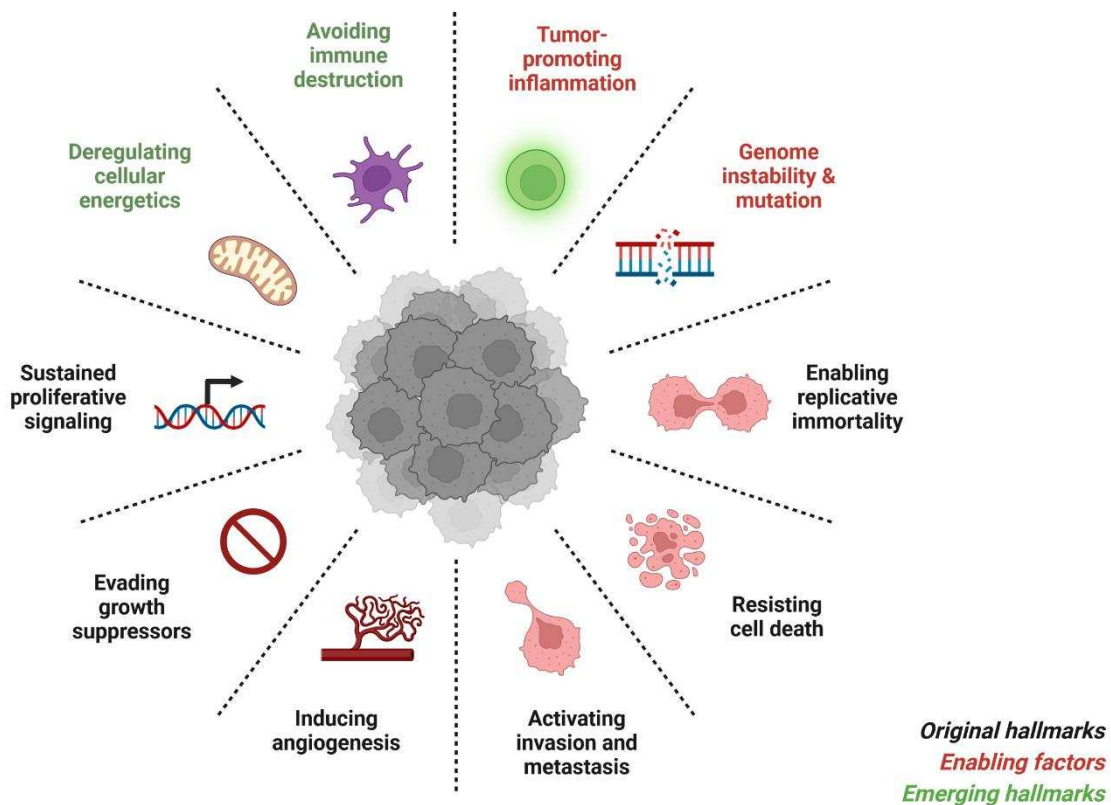 Avoiding
immune
destruction
Tumor-
promoting
inflammation
Deregulating
cellular
energetics
Genome
instability &
mutation
Sustained
proliferative
signaling
Enabling
replicative
immortality
Evading
growth
suppressors
Resisting
cell death
Inducing
angiogenesis
Activating
invasion and
metastasis
Original hallmarks
Enabling factors
Emerging hallmarks